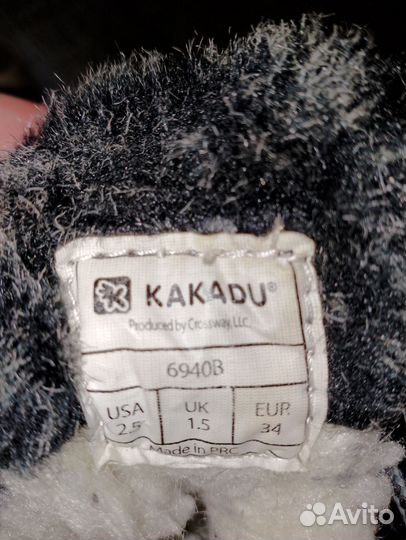 KAKADU®
Produced by Crossway, LLC.
6940B
USA UK EUR
2.5 1.5 34
Made in PRC
Avito